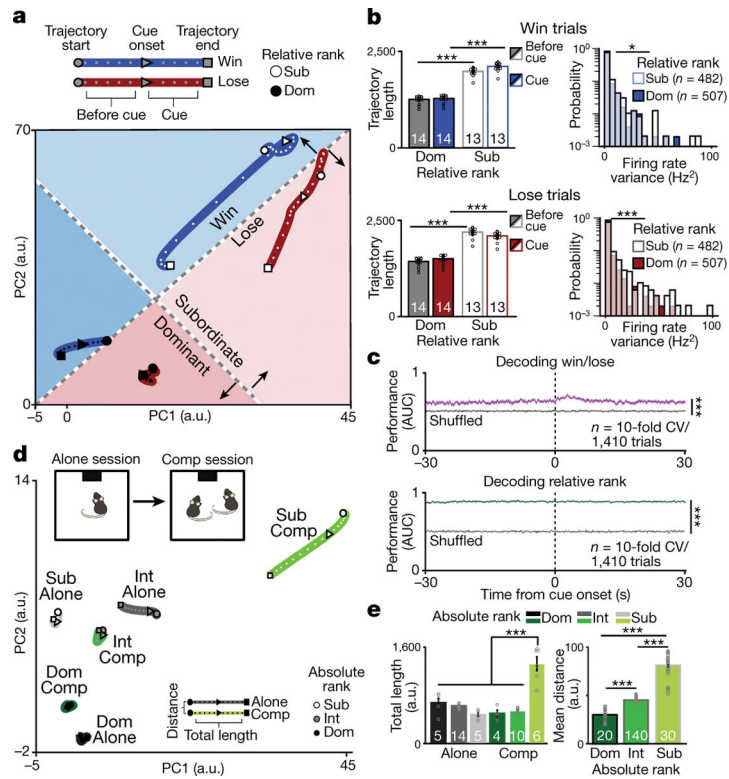 a
Trajectory start
Cue onset
Trajectory end
Win
Lose
Before cue
Cue
Relative rank
Sub
Dom
70
PC2 (a.u.)
0
Win
Lose
Subordinate
Dominant
-5
0
PC1 (a.u.)
45
b
Win trials
2,500
Trajectory length
0
***
***
Before cue
Cue
14
14
13
13
Dom
Sub
Relative rank
10⁰
Probability
10⁻³
*
Relative rank
Sub (n = 482)
Dom (n = 507)
0
100
Firing rate variance (Hz²)
Lose trials
2,500
Trajectory length
0
***
***
Before cue
Cue
14
14
13
13
Dom
Sub
Relative rank
10⁰
Probability
10⁻³
***
Relative rank
Sub (n = 482)
Dom (n = 507)
0
100
Firing rate variance (Hz²)
c
Decoding win/lose
1
Performance (AUC)
0
Shuffled
n = 10-fold CV/
1,410 trials
***
-30
0
30
Decoding relative rank
1
Performance (AUC)
0
Shuffled
n = 10-fold CV/
1,410 trials
***
-30
0
30
Time from cue onset (s)
d
Alone session
Comp session
14
PC2 (a.u.)
-2
Sub Comp
Sub Alone
Int Alone
Int Comp
Dom Comp
Dom Alone
Distance
Alone
Comp
Total length
Absolute rank
Sub
Int
Dom
-5
PC1 (a.u.)
45
e
Absolute rank
Dom
Int
Sub
1,600
Total length (a.u.)
0
***
5
14
5
4
10
6
Alone
Comp
100
Mean distance (a.u.)
0
***
***
***
20
140
30
Dom
Int
Sub
Absolute rank